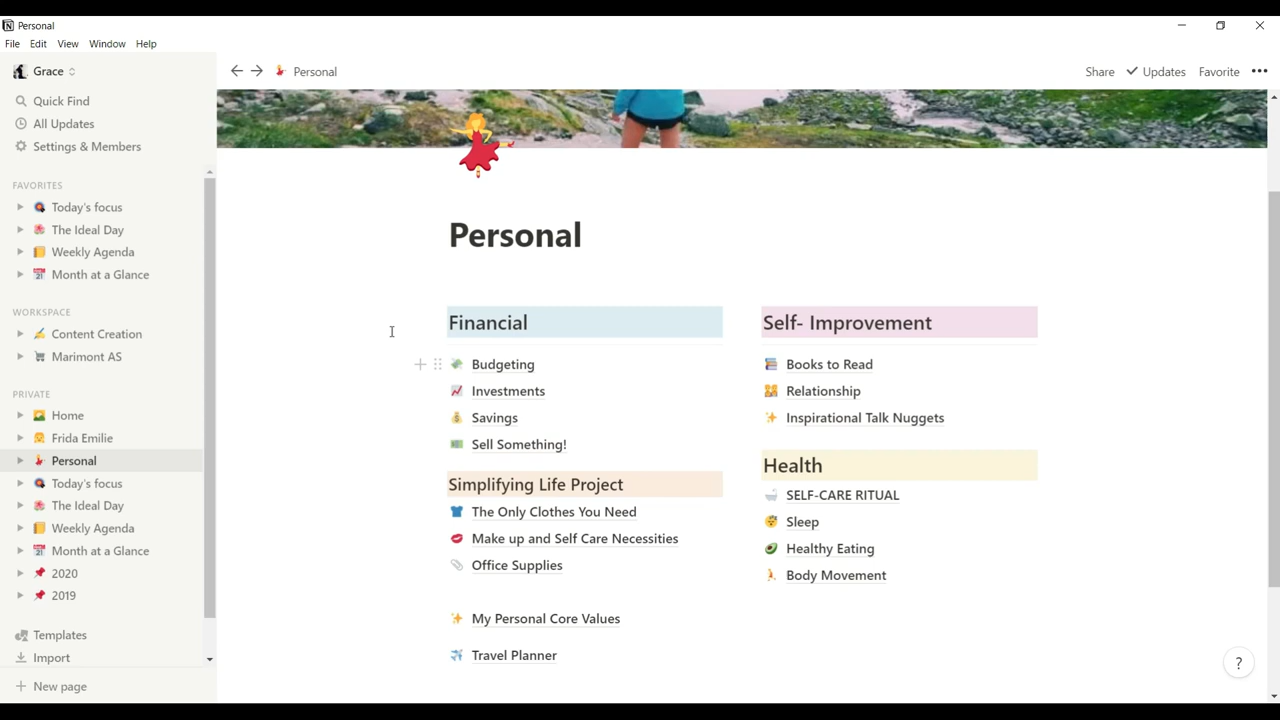 Personal
File Edit View Window Help
Grace
Quick Find
All Updates
Settings & Members
FAVORITES
Today's focus
The Ideal Day
Weekly Agenda
Month at a Glance
WORKSPACE
Content Creation
Marimont AS
PRIVATE
Home
Frida Emilie
Personal
Today's focus
The Ideal Day
Weekly Agenda
Month at a Glance
2020
2019
Templates
Import
+ New page
Personal
Share ✓ Updates Favorite •••
Personal
Financial
Budgeting
Investments
Savings
Sell Something!
Simplifying Life Project
The Only Clothes You Need
Make up and Self Care Necessities
Office Supplies
My Personal Core Values
Travel Planner
Self- Improvement
Books to Read
Relationship
Inspirational Talk Nuggets
Health
SELF-CARE RITUAL
Sleep
Healthy Eating
Body Movement
?